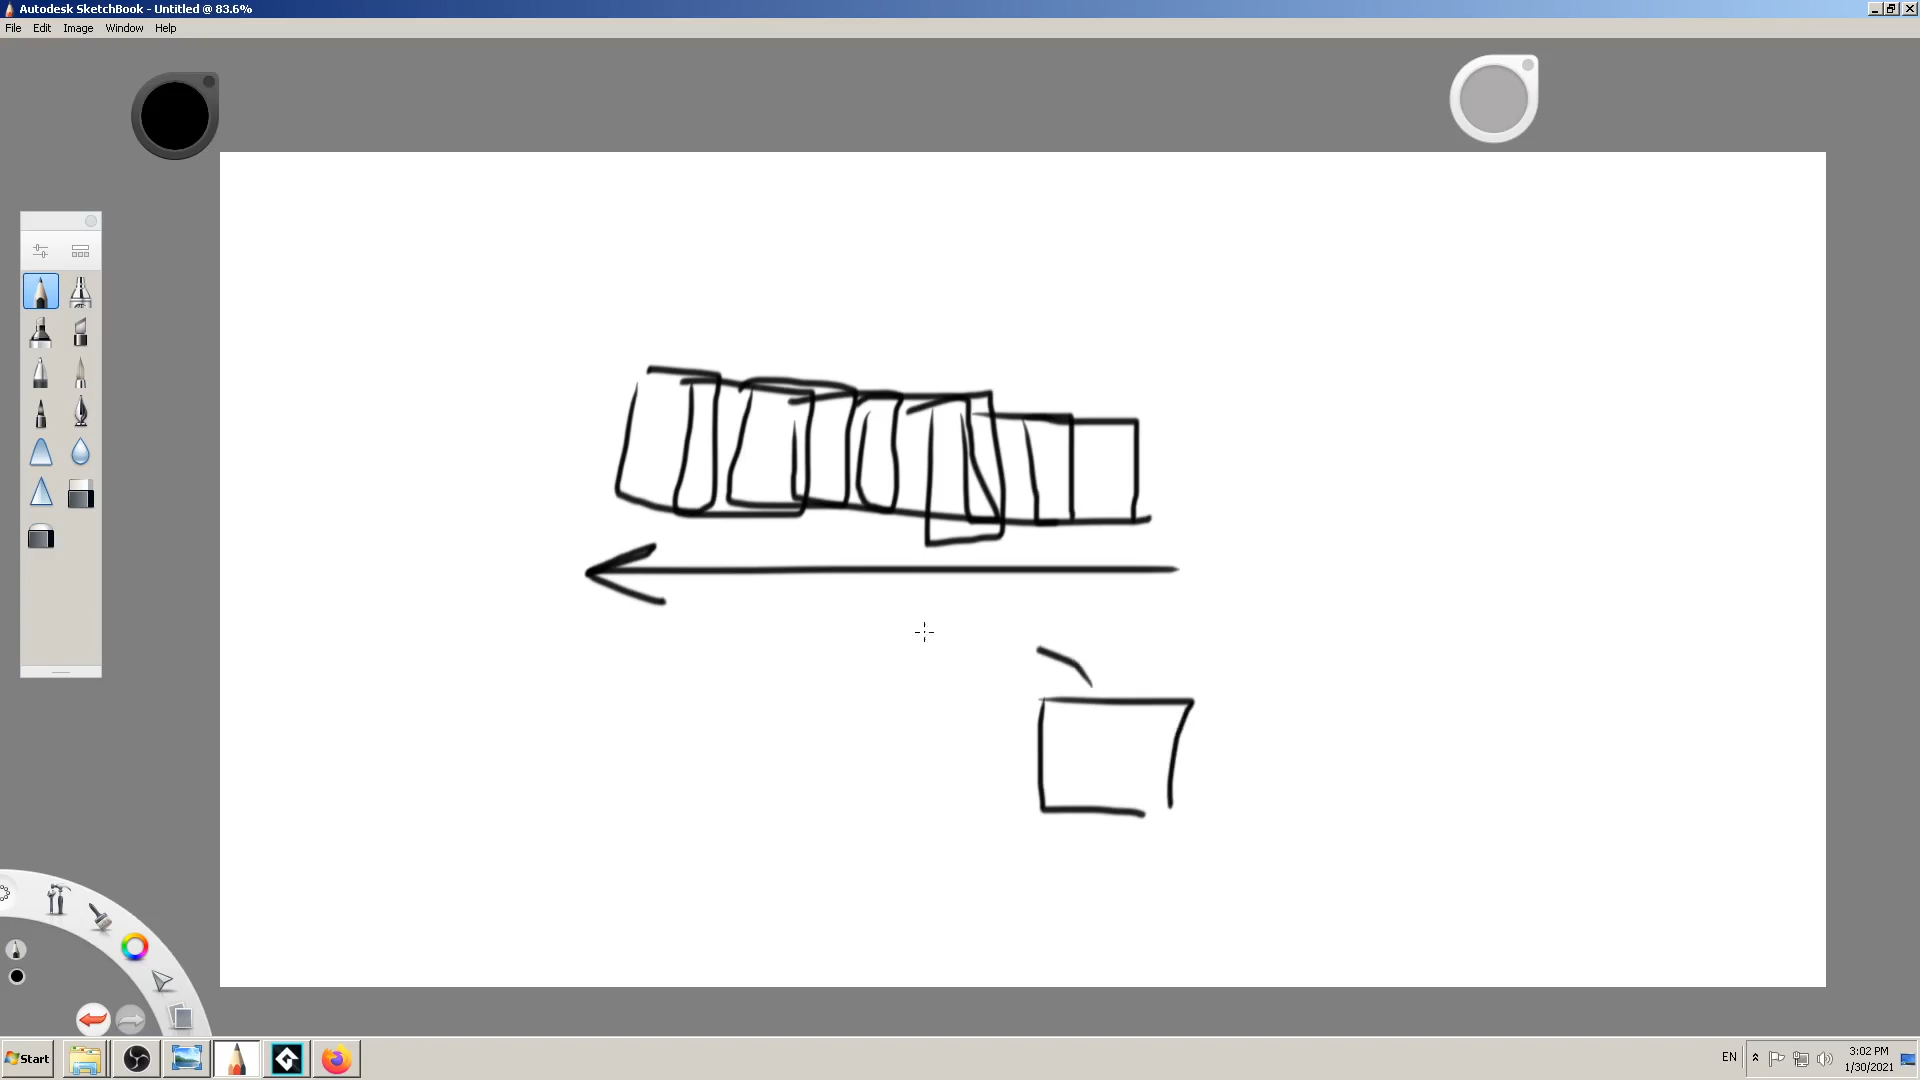 Autodesk SketchBook - Untitled @ 83.6%
File Edit Image Window Help
Start
EN
3:02 PM
1/30/2021